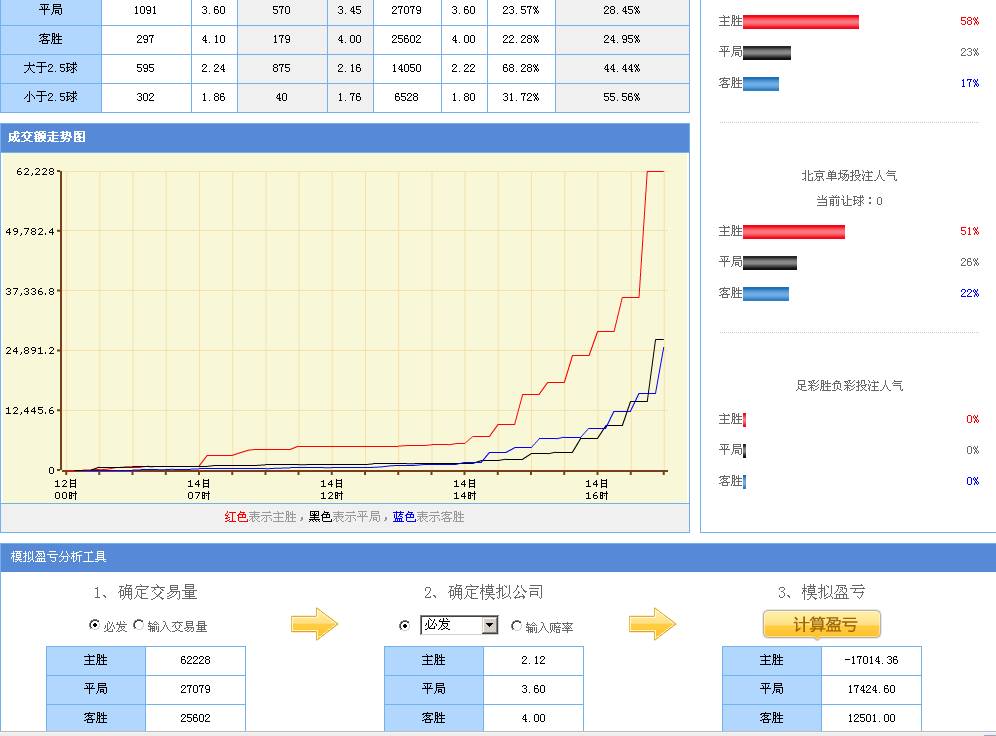 平局 1091 3.60 570 3.45 27079 3.60 23.57% 28.45%
客胜 297 4.10 179 4.00 25602 4.00 22.28% 24.95%
大于2.5球 595 2.24 875 2.16 14050 2.22 68.28% 44.44%
小于2.5球 302 1.86 40 1.76 6528 1.80 31.72% 55.56%
成交额走势图
62,228
49,782.4
37,336.8
24,891.2
12,445.6
0
12日 14日 14日 14日 14日
00时 07时 12时 14时 16时
红色表示主胜，黑色表示平局，蓝色表示客胜
主胜 58%
平局 23%
客胜 17%
北京单场投注人气
当前让球：0
主胜 51%
平局 26%
客胜 22%
足彩胜负彩投注人气
主胜 0%
平局 0%
客胜 0%
模拟盈亏分析工具
1、确定交易量
必发 输入交易量
主胜 62228
平局 27079
客胜 25602
2、确定模拟公司
必发 输入赔率
主胜 2.12
平局 3.60
客胜 4.00
3、模拟盈亏
计算盈亏
主胜 -17014.36
平局 17424.60
客胜 12501.00